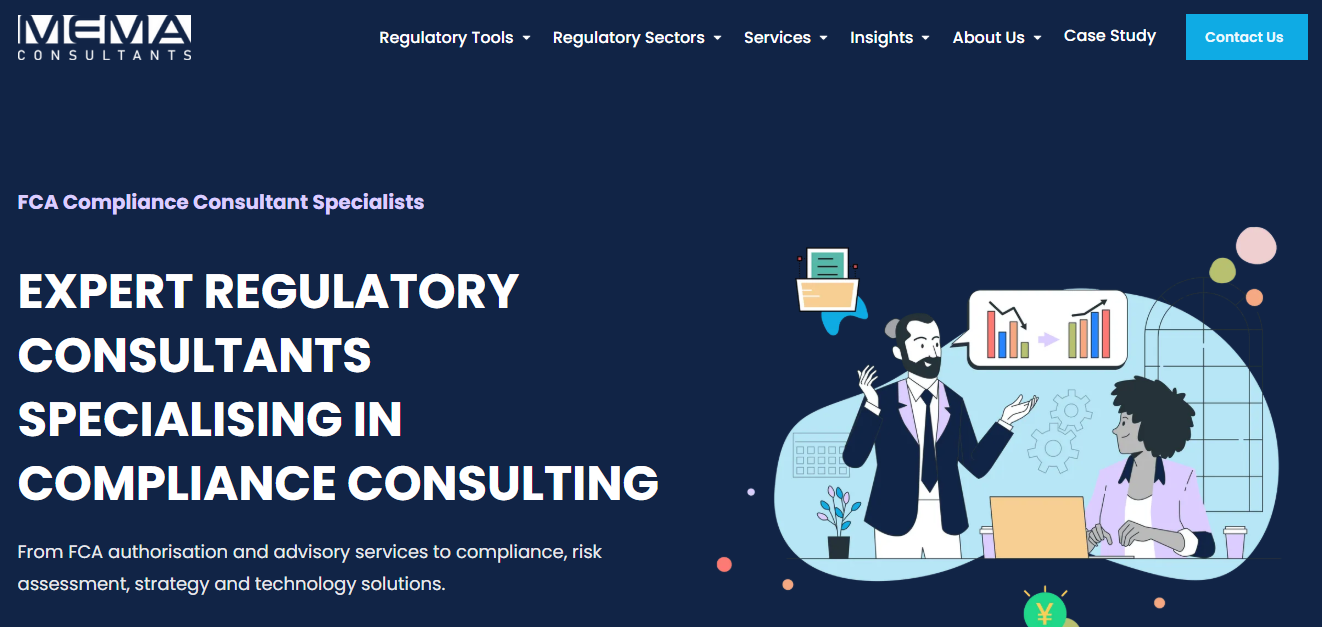 MEMA
CONSULTANTS
Regulatory Tools
Regulatory Sectors
Services
Insights
About Us
Case Study
Contact Us
FCA Compliance Consultant Specialists
EXPERT REGULATORY
CONSULTANTS
SPECIALISING IN
COMPLIANCE CONSULTING
From FCA authorisation and advisory services to compliance, risk
assessment, strategy and technology solutions.
¥